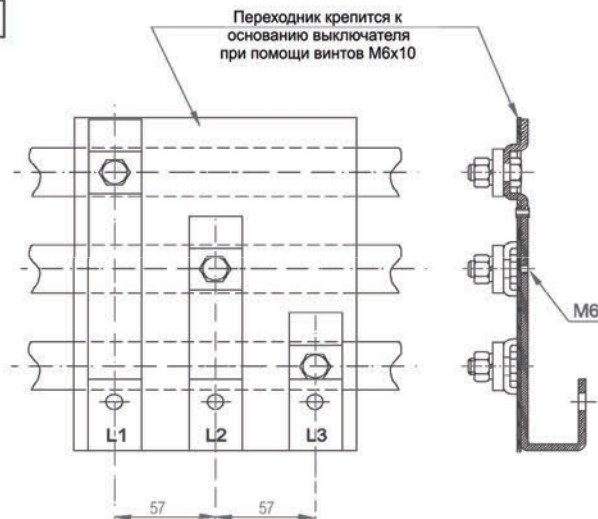 Переходник крепится к
основанию выключателя
при помощи винтов М6х10
М6
L1 L2 L3
57 57